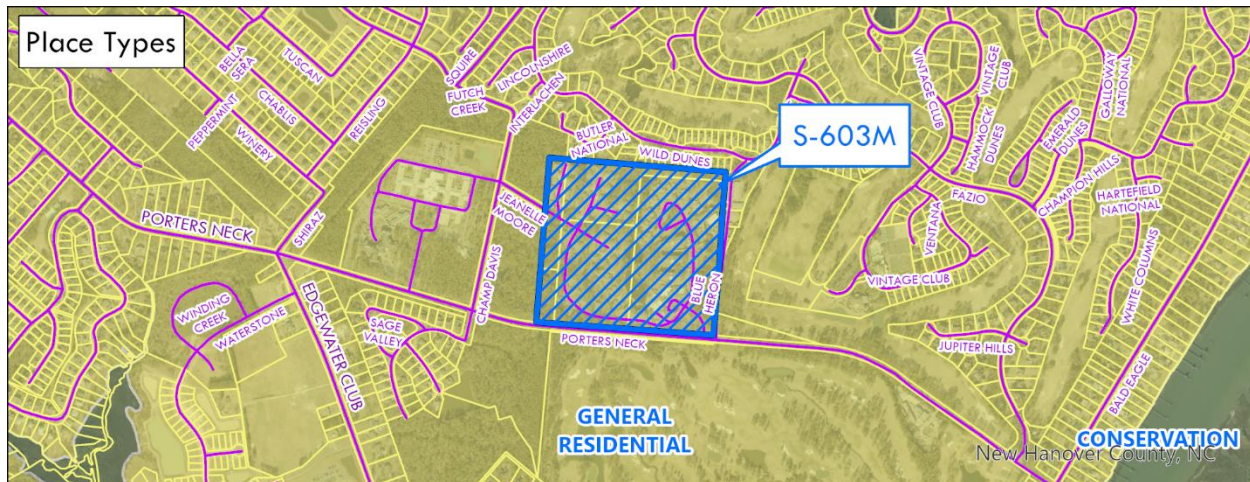 Place Types
BELLA
SERA
TUSCAN
PEPPERMINT
CHABLIS
WINERY
REISLING
SQUIRE
LINCOLNSHIRE
FUTCH
CREEK
INTERLACHEN
BUTLER
NATIONAL
WILD DUNES
S-603M
VINTAGE CLUB
VINTAGE
CLUB
HAMMOCK
DUNES
EMERALD
DUNES
GALLOWAY
NATIONAL
CHAMPION HILLS
HARTEFIELD
NATIONAL
FAZIO
VENTANA
VINTAGE CLUB
WHITE COLUMNS
JUPITER HILLS
BALD EAGLE
PORTERS NECK
SHIRAZ
JEANELLE
MOORE
CHAMP DAVIS
BLUE
HERON
WINDING
CREEK
WATERSTONE
EDGEWATER CLUB
SAGE
VALLEY
PORTERS NECK
GENERAL
RESIDENTIAL
CONSERVATION
New Hanover County, NC